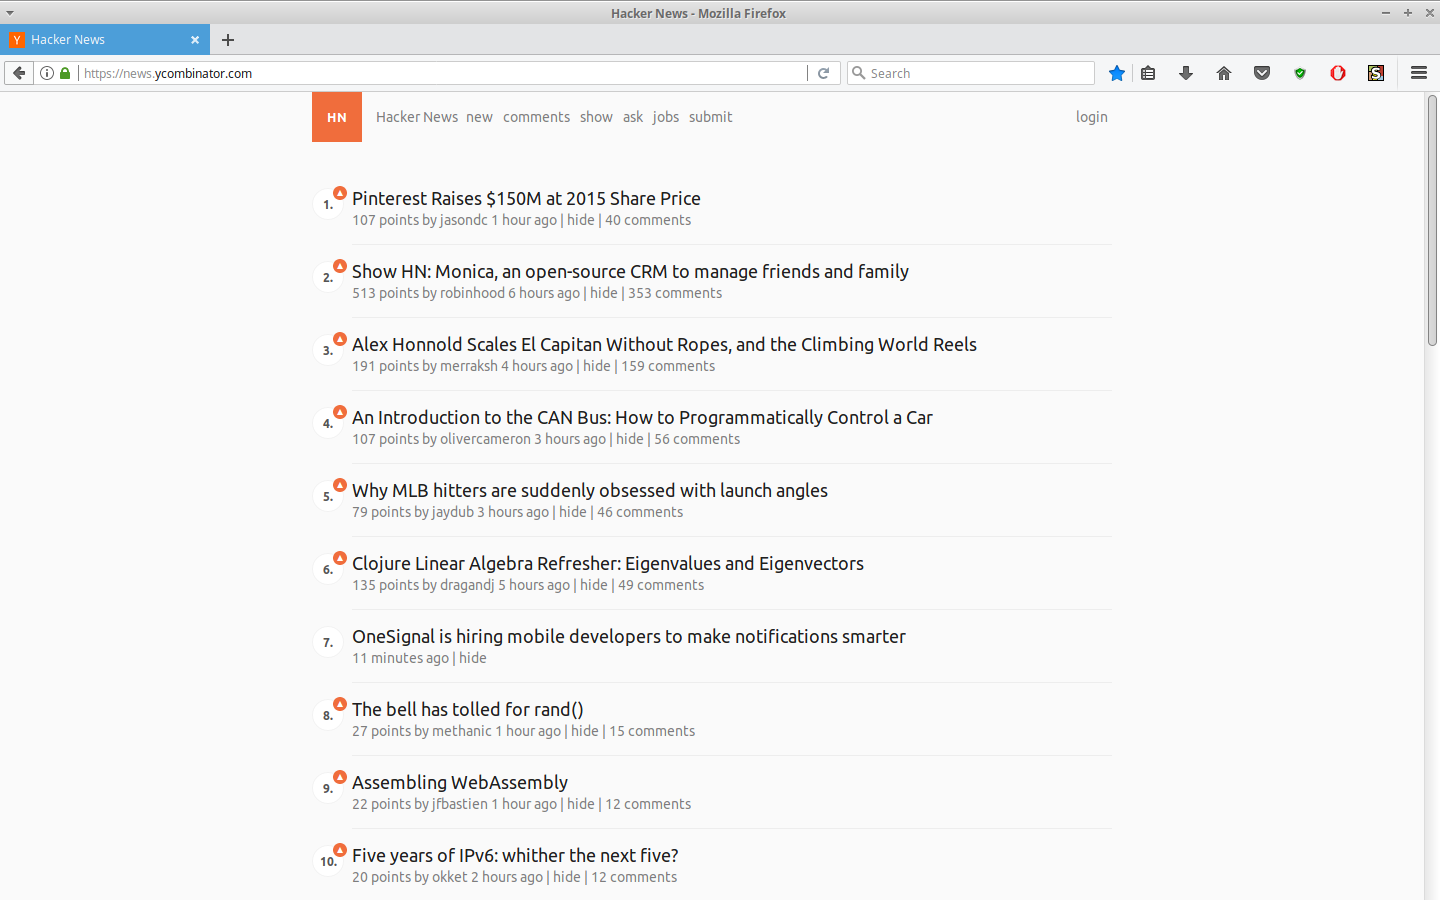 Hacker News - Mozilla Firefox
Y Hacker News
https://news.ycombinator.com
Search
HN Hacker News new comments show ask jobs submit login
1. Pinterest Raises $150M at 2015 Share Price
107 points by jasondc 1 hour ago | hide | 40 comments
2. Show HN: Monica, an open-source CRM to manage friends and family
513 points by robinhood 6 hours ago | hide | 353 comments
3. Alex Honnold Scales El Capitan Without Ropes, and the Climbing World Reels
191 points by merraksh 4 hours ago | hide | 159 comments
4. An Introduction to the CAN Bus: How to Programmatically Control a Car
107 points by olivercameron 3 hours ago | hide | 56 comments
5. Why MLB hitters are suddenly obsessed with launch angles
79 points by jaydub 3 hours ago | hide | 46 comments
6. Clojure Linear Algebra Refresher: Eigenvalues and Eigenvectors
135 points by dragandj 5 hours ago | hide | 49 comments
7. OneSignal is hiring mobile developers to make notifications smarter
11 minutes ago | hide
8. The bell has tolled for rand()
27 points by methanic 1 hour ago | hide | 15 comments
9. Assembling WebAssembly
22 points by jfbastien 1 hour ago | hide | 12 comments
10. Five years of IPv6: whither the next five?
20 points by okket 2 hours ago | hide | 12 comments